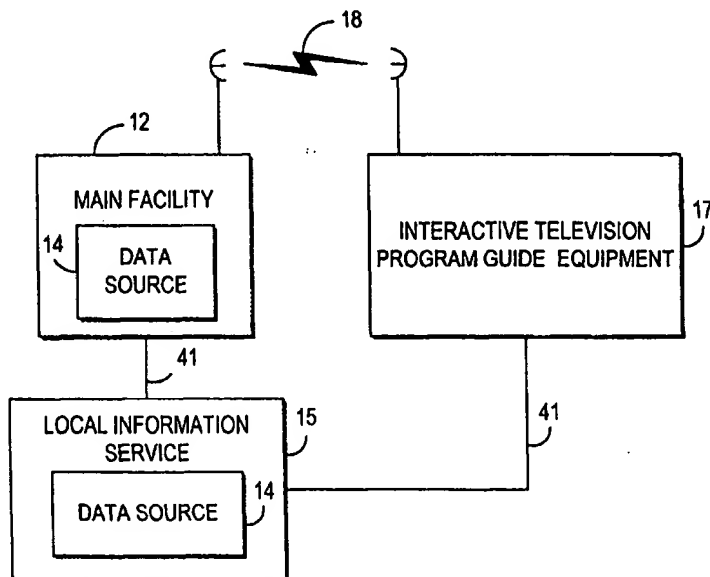 18
12
MAIN FACILITY
14
DATA
SOURCE
INTERACTIVE TELEVISION
PROGRAM GUIDE EQUIPMENT
17
41
LOCAL INFORMATION
SERVICE
15
DATA SOURCE
14
41